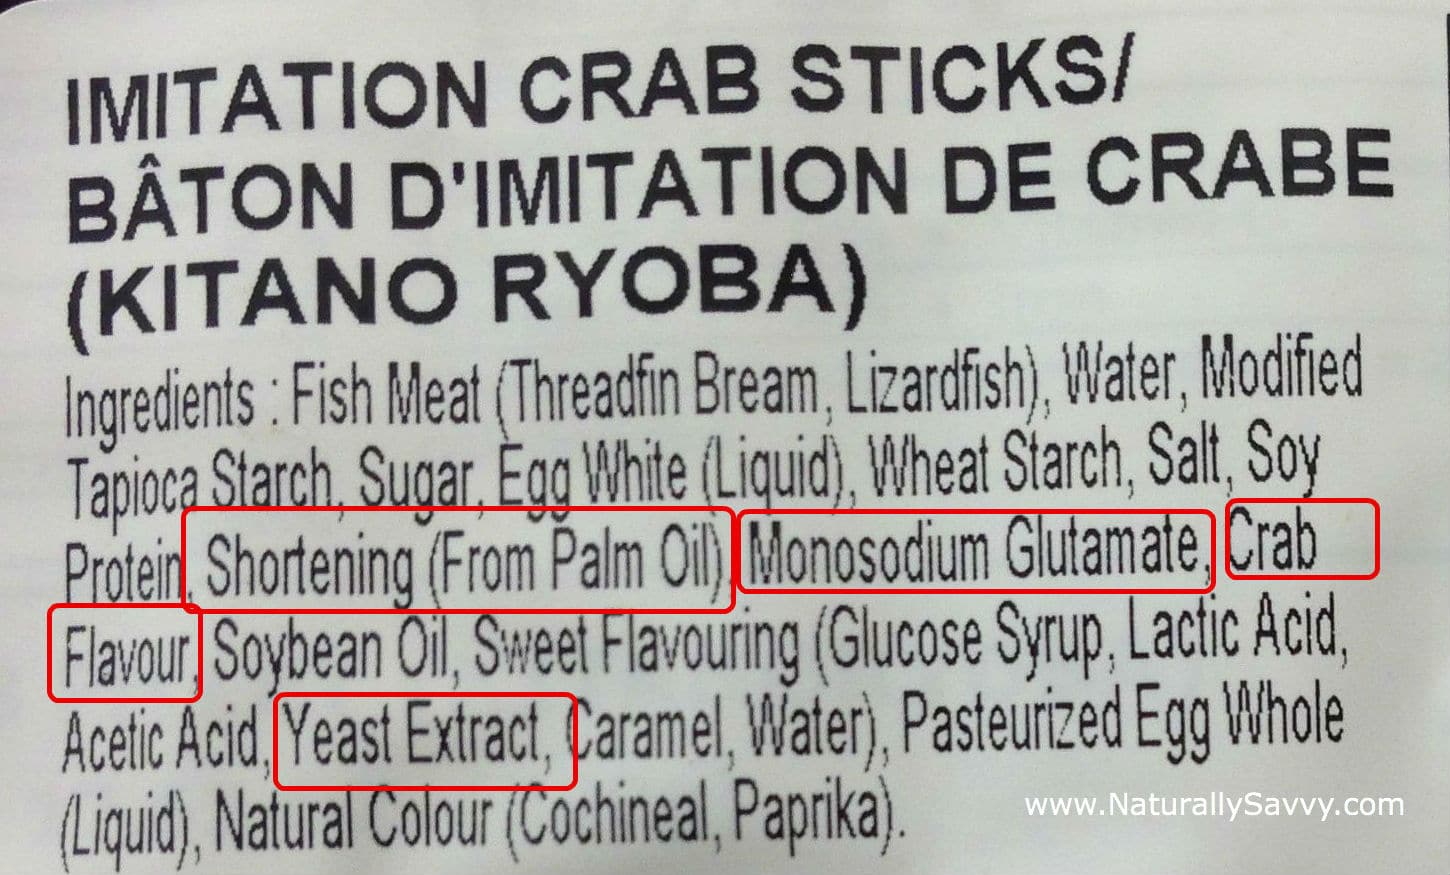 IMITATION CRAB STICKS/
BÂTON D'IMITATION DE CRABE
(KITANO RYOBA)
Ingredients : Fish Meat (Threadfin Bream, Lizardfish), Water, Modified
Tapioca Starch, Sugar, Egg White (Liquid), Wheat Starch, Salt, Soy
Protein, Shortening (From Palm Oil), Monosodium Glutamate, Crab
Flavour, Soybean Oil, Sweet Flavouring (Glucose Syrup, Lactic Acid,
Acetic Acid, Yeast Extract, Caramel, Water), Pasteurized Egg Whole
(Liquid), Natural Colour (Cochineal, Paprika).
www.NaturallySavvy.com